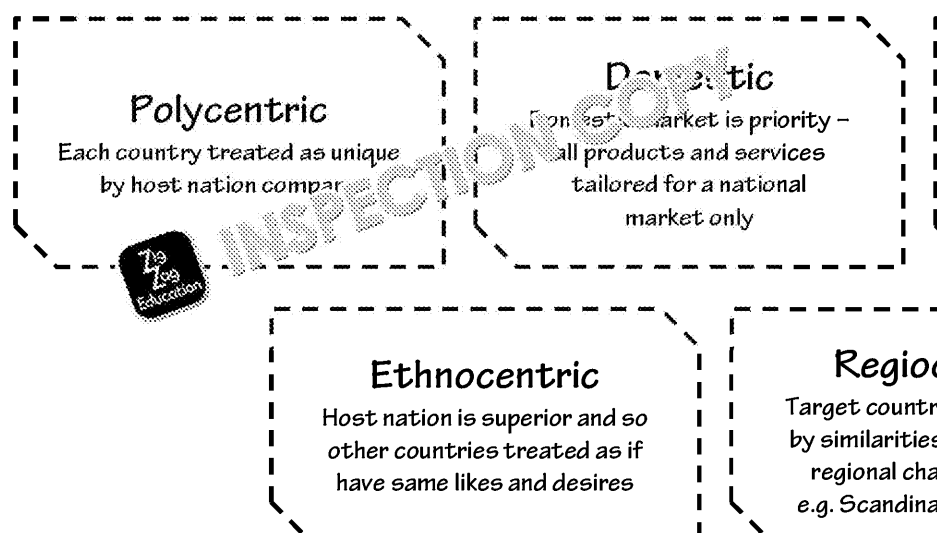 Polycentric
Each country treated as unique
by host nation
Domestic
Domestic market is priority –
all products and services
tailored for a national
market only
INSPECTION COPY
Zig
Zag
Education
Ethnocentric
Host nation is superior and so
other countries treated as if
have same likes and desires
Target
by similarities
regional
e.g.